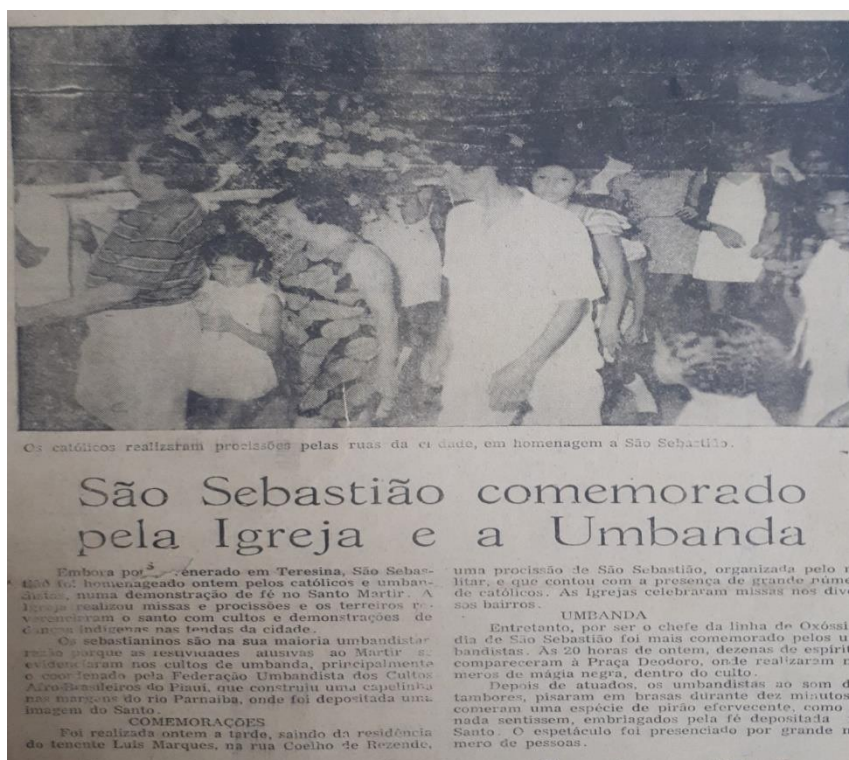 Os católicos realizaram procissões pelas ruas da cidade, em homenagem a São Sebastião.
São Sebastião comemorado
pela Igreja e a Umbanda
Embora venerado em Teresina, São Sebas-
tião foi homenageado ontem pelos católicos e umban-
distas, numa demonstração de fé no Santo Martir. A
Igreja realizou missas e procissões e os terreiros re-
verenciaram o santo com cultos e demonstrações de
danças indígenas nas tendas da cidade.
Os sebastianinos são na sua maioria umbandistas
razão porque as festividades alusivas ao Martir se
evidenciaram nos cultos de umbanda, principalmente
o coordenado pela Federação Umbandista dos Cultos
Afro-Brasileiros do Piauí, que construiu uma capelinha
nas margens do rio Parnaíba, onde foi depositada uma
imagem do Santo.
COMEMORAÇÕES
Foi realizada ontem a tarde, saindo da residência
do tenente Luis Marques, na rua Coelho de Rezende,
uma procissão de São Sebastião, organizada pelo
litar, e que contou com a presença de grande núme
de católicos. As Igrejas celebraram missas nos dive
sos bairros.
UMBANDA
Entretanto, por ser o chefe da linha de Oxóssi
dia de São Sebastião foi mais comemorado pelos u
bandistas. Às 20 horas de ontem, dezenas de espírit
compareceram à Praça Deodoro, onde realizaram
meros de mágia negra, dentro do culto.
Depois de atuados, os umbandistas ao som d
tambores, pisaram em brasas durante dez minutos
comeram uma espécie de pirão efervecente, como
nada sentissem, embriagados pela fé depositada
Santo. O espetáculo foi presenciado por grande
mero de pessoas.